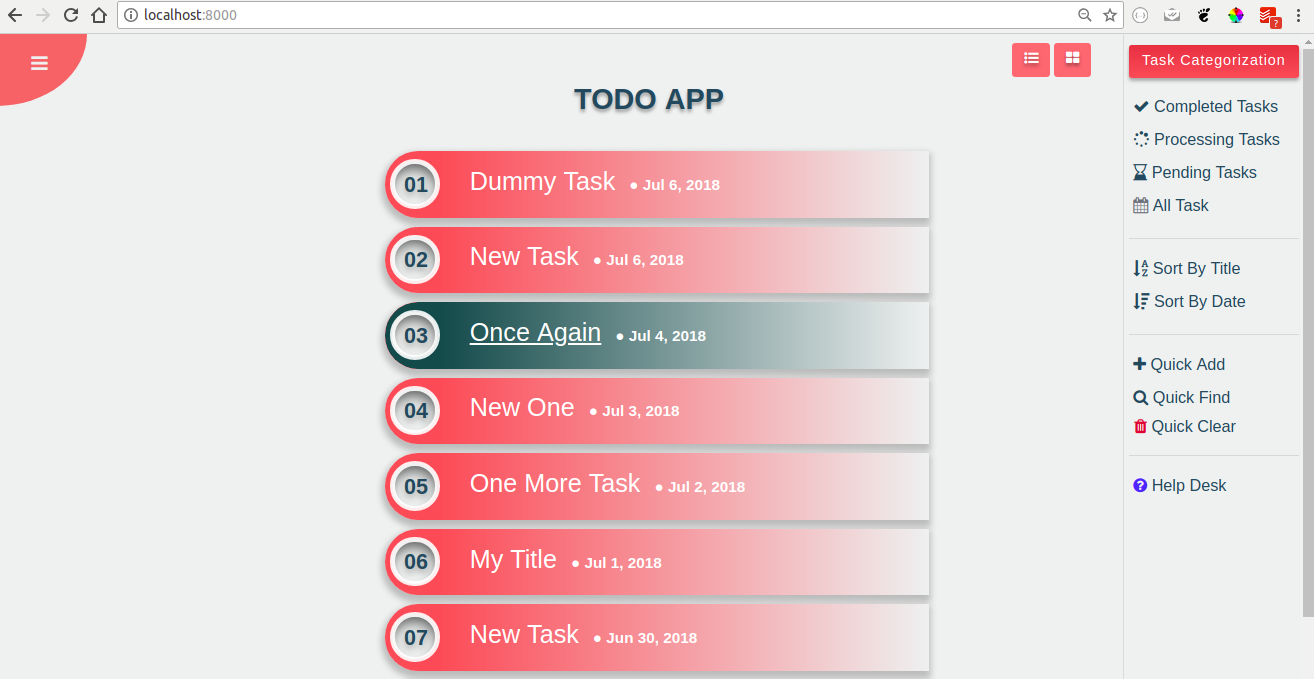 localhost:8000
Task Categorization
TODO APP
Completed Tasks
Processing Tasks
Pending Tasks
All Task
Sort By Title
Sort By Date
Quick Add
Quick Find
Quick Clear
Help Desk
01 Dummy Task ● Jul 6, 2018
02 New Task ● Jul 6, 2018
03 Once Again ● Jul 4, 2018
04 New One ● Jul 3, 2018
05 One More Task ● Jul 2, 2018
06 My Title ● Jul 1, 2018
07 New Task ● Jun 30, 2018